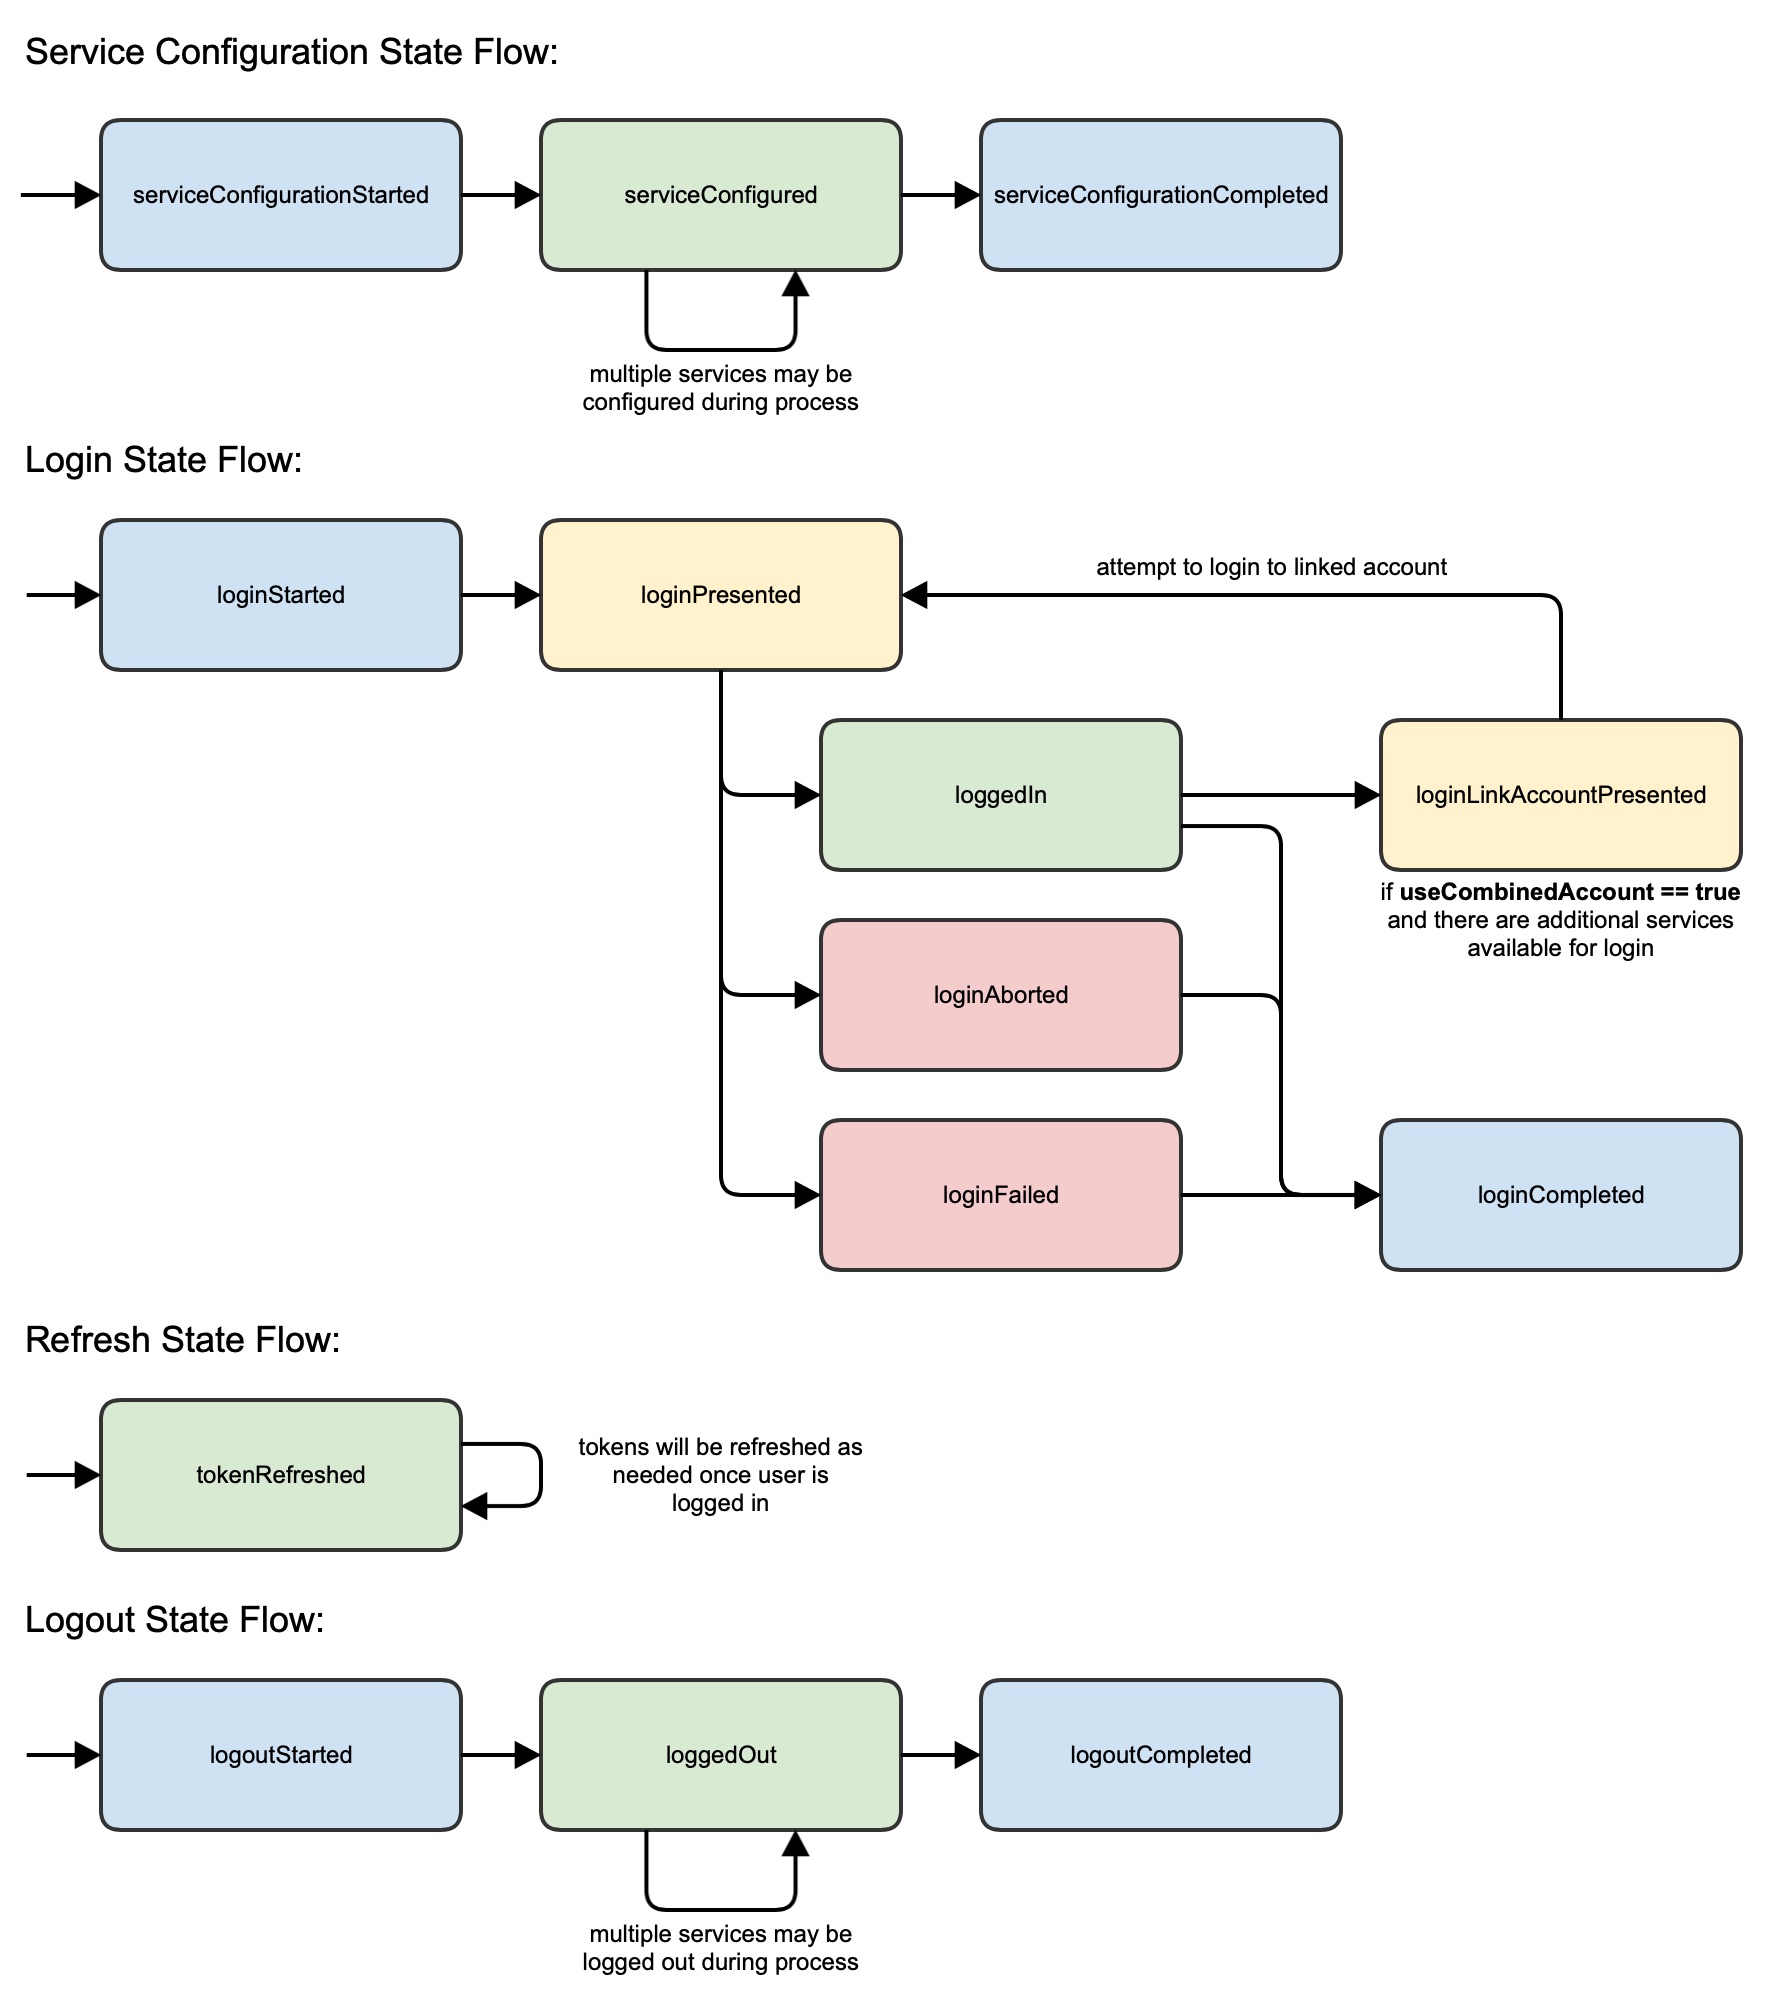 Service Configuration State Flow:
serviceConfigurationStarted
serviceConfigured
serviceConfigurationCompleted
multiple services may be
configured during process
Login State Flow:
loginStarted
loginPresented
attempt to login to linked account
loggedIn
loginLinkAccountPresented
if useCombinedAccount == true
and there are additional services
available for login
loginAborted
loginFailed
loginCompleted
Refresh State Flow:
tokenRefreshed
tokens will be refreshed as
needed once user is
logged in
Logout State Flow:
logoutStarted
loggedOut
logoutCompleted
multiple services may be
logged out during process